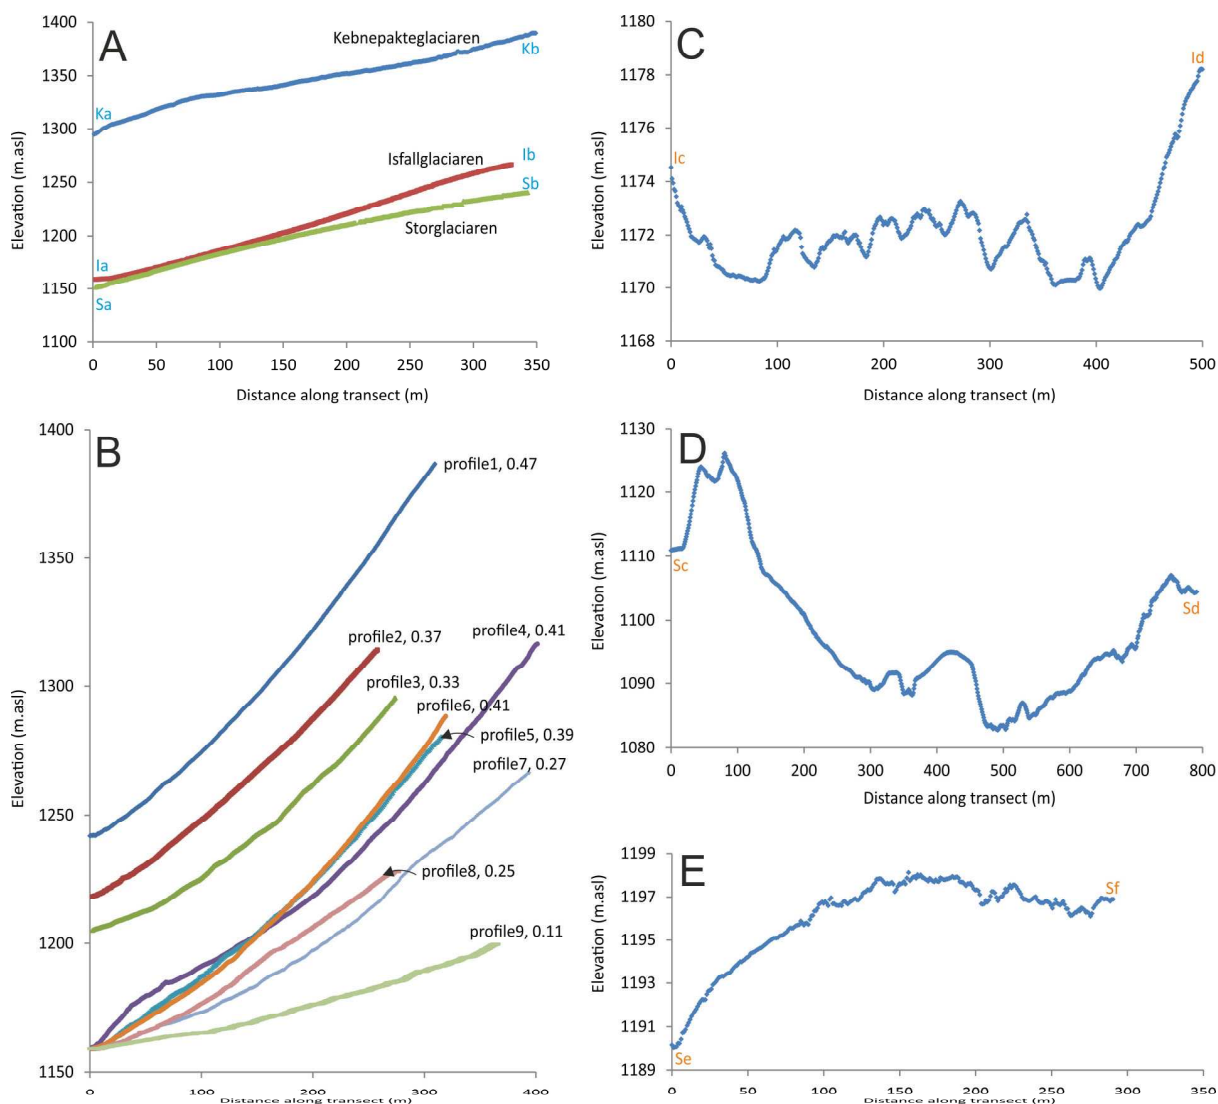 A
1400
1350
1300
1250
1200
1150
1100
Elevation (m.asl)
Kebnepakteglaciaren
Ka
Kb
Isfallglaciaren
Ib
Sb
Storglaciaren
Ia
Sa
0 50 100 150 200 250 300 350
Distance along transect (m)
B
1400
1350
1300
1250
1200
1150
Elevation (m.asl)
profile1, 0.47
profile4, 0.41
profile2, 0.37
profile3, 0.33
profile6, 0.41
profile5, 0.39
profile7, 0.27
profile8, 0.25
profile9, 0.11
0 100 200 300 400
Distance along transect (m)
C
1180
1178
1176
1174
1172
1170
1168
Elevation (m.asl)
Ic
Id
0 100 200 300 400 500
Distance along transect (m)
D
1130
1120
1110
1100
1090
1080
Elevation (m.asl)
Sc
Sd
0 100 200 300 400 500 600 700 800
Distance along transect (m)
E
1199
1197
1195
1193
1191
1189
Elevation (m.asl)
Se
Sf
0 50 100 150 200 250 300 350
Distance along transect (m)